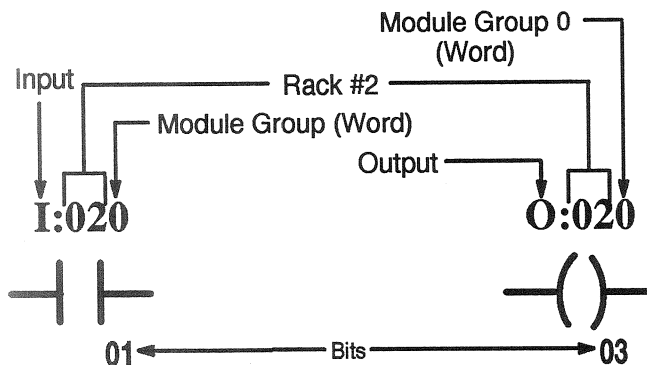 Module Group 0
(Word)
Input
Rack #2
Module Group (Word)
Output
I:020
O:020
01
Bits
03